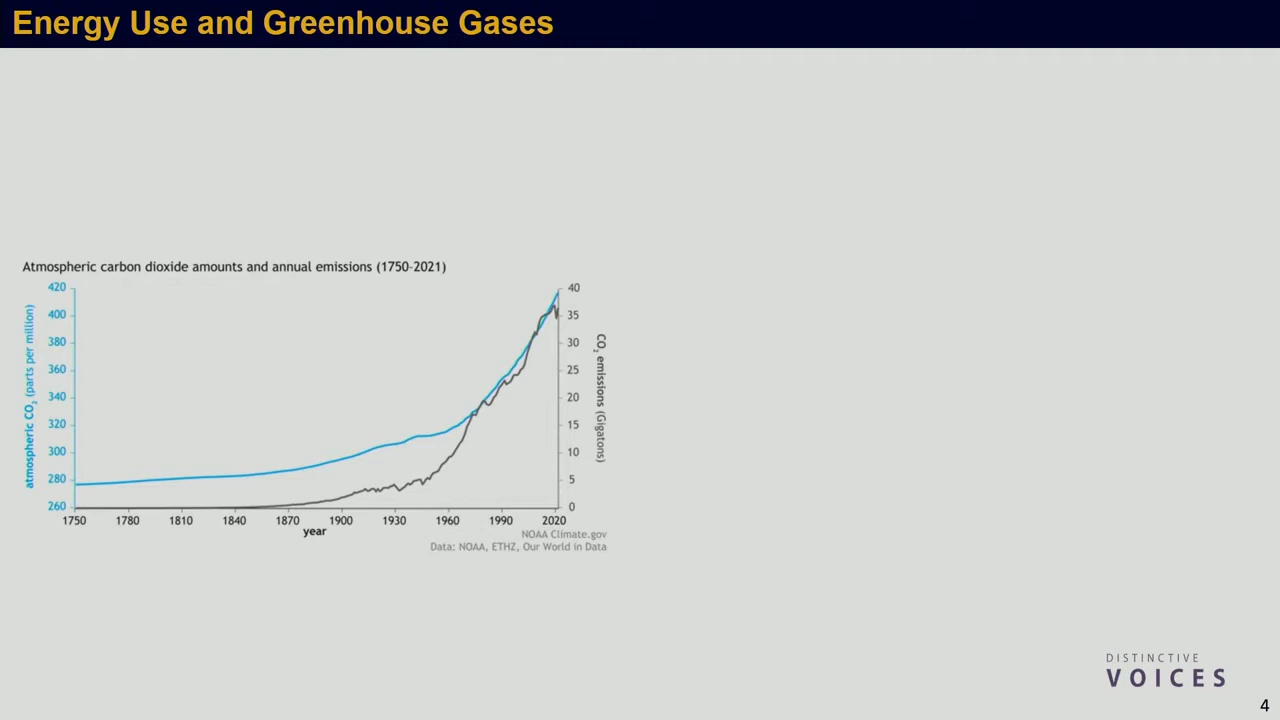 Energy Use and Greenhouse Gases
Atmospheric carbon dioxide amounts and annual emissions (1750-2021)
atmospheric CO₂ (parts per million)
420
400
380
360
340
320
300
280
260
40
35
30
25
20
15
10
5
0
CO₂ emissions (Gigatons)
1750 1780 1810 1840 1870 1900 1930 1960 1990 2020
year
NOAA Climate.gov
Data: NOAA, ETHZ, Our World in Data
DISTINCTIVE
VOICES
4